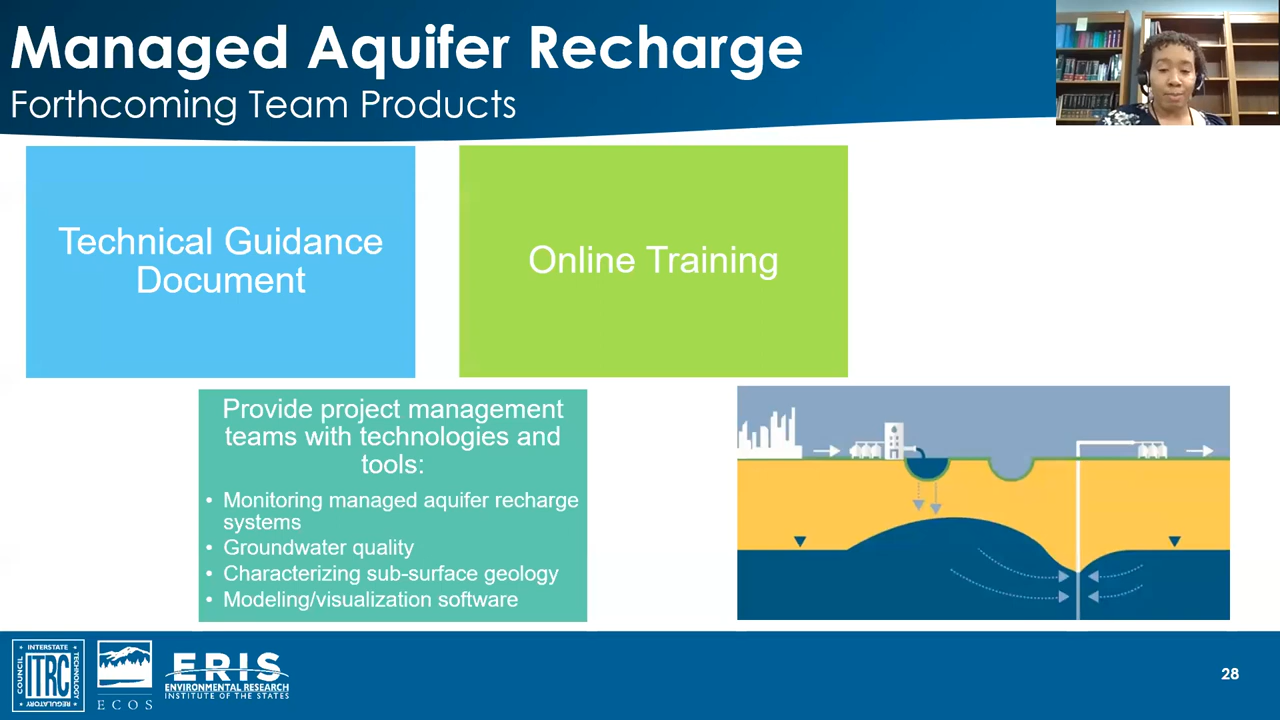 Managed Aquifer Recharge
Forthcoming Team Products
Technical Guidance
Document
Online Training
Provide project management
teams with technologies and
tools:
• Monitoring managed aquifer recharge
systems
• Groundwater quality
• Characterizing sub-surface geology
• Modeling/visualization software
INTERSTATE
COUNCIL
ITRC
TECHNOLOGY
REGULATORY
ECOS
ERIS
ENVIRONMENTAL RESEARCH
INSTITUTE OF THE STATES
28